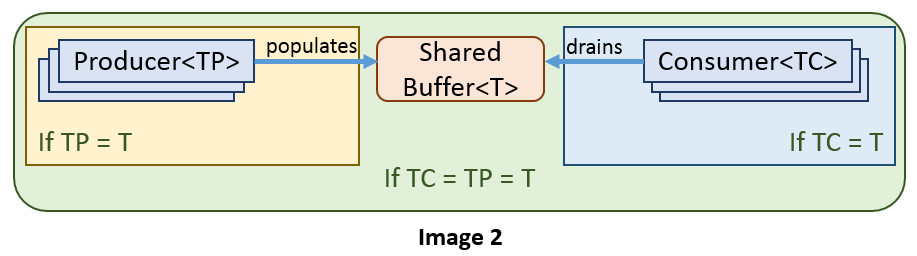 Producer<TP>
populates
Shared
Buffer<T>
drains
Consumer<TC>
If TP = T
If TC = T
If TC = TP = T
Image 2